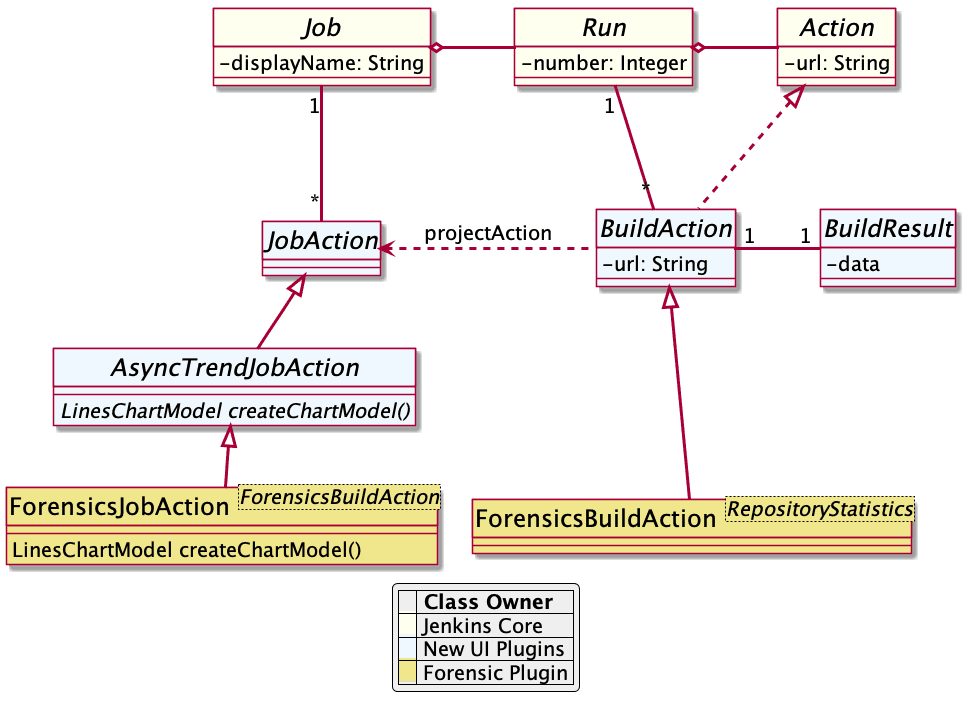 Job
-displayName: String
Run
-number: Integer
Action
-url: String
1
*
1
*
JobAction
projectAction
BuildAction
-url: String
1
1
BuildResult
-data
AsyncTrendJobAction
LinesChartModel createChartModel()
ForensicsJobAction
ForensicsBuildAction
LinesChartModel createChartModel()
ForensicsBuildAction
RepositoryStatistics
Class Owner
Jenkins Core
New UI Plugins
Forensic Plugin